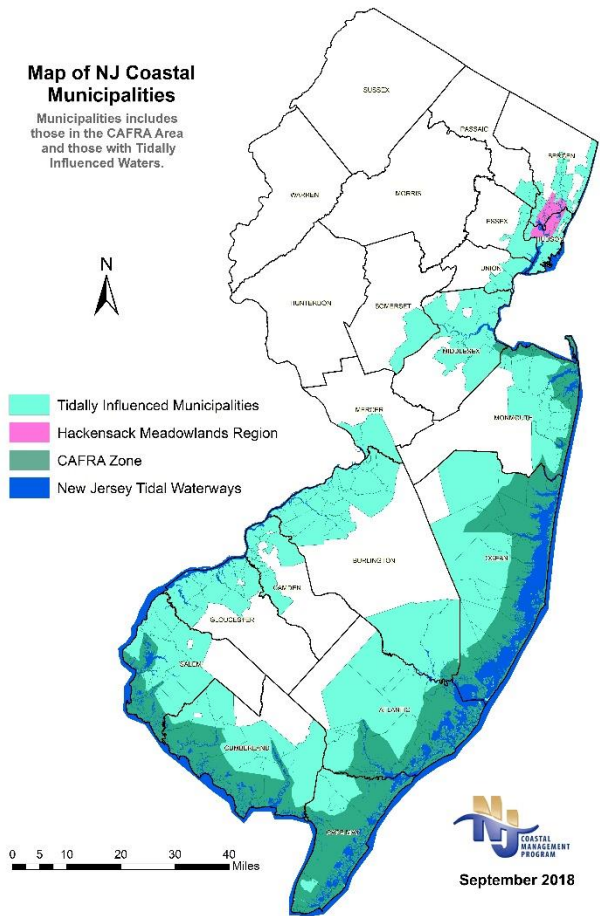 Map of NJ Coastal
Municipalities
Municipalities includes
those in the CAFRA Area
and those with Tidally
Influenced Waters.
SUSSEX
PASSAIC
BERGEN
WARREN
MORRIS
ESSEX
HUDSON
N
UNION
HUNTERDON
SOMERSET
MIDDLESEX
MERCER
MONMOUTH
Tidally Influenced Municipalities
Hackensack Meadowlands Region
CAFRA Zone
New Jersey Tidal Waterways
OCEAN
BURLINGTON
CAMDEN
GLOUCESTER
SALEM
ATLANTIC
CUMBERLAND
CAPE MAY
0 5 10 20 30 40
Miles
NJ
COASTAL
MANAGEMENT
PROGRAM
September 2018